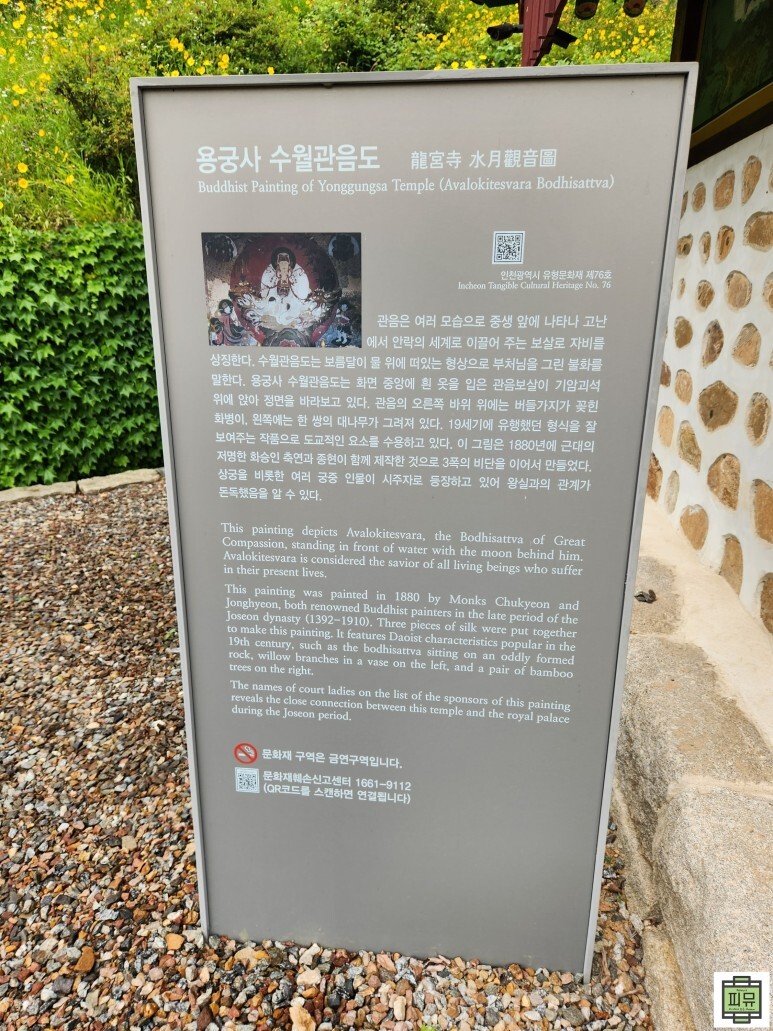 용궁사 수월관음도 龍宮寺 水月觀音圖
Buddhist Painting of Yonggungsa Temple (Avalokitesvara Bodhisattva)
인천광역시 유형문화재 제76호
Incheon Tangible Cultural Heritage No. 76
관음은 여러 모습으로 중생 앞에 나타나 고난
에서 안락의 세계로 이끌어 주는 보살로 자비를
상징한다. 수월관음도는 보름달이 물 위에 떠있는 형상으로 부처님을 그린 불화를
말한다. 용궁사 수월관음도는 화면 중앙에 흰 옷을 입은 관음보살이 기암괴석
위에 앉아 정면을 바라보고 있다. 관음의 오른쪽 바위 위에는 버들가지가 꽂힌
화병이, 왼쪽에는 한 쌍의 대나무가 그려져 있다. 19세기에 유행했던 형식을 잘
보여주는 작품으로 도교적인 요소를 수용하고 있다. 이 그림은 1880년에 근대의
저명한 화승인 축연과 종현이 함께 제작한 것으로 3폭의 비단을 이어서 만들었다.
상궁을 비롯한 여러 궁중 인물이 시주자로 등장하고 있어 왕실과의 관계가
돈독했음을 알 수 있다.
This painting depicts Avalokitesvara, the Bodhisattva of Great
Compassion, standing in front of water with the moon behind him.
Avalokitesvara is considered the savior of all living beings who suffer
in their present lives.
This painting was painted in 1880 by Monks Chukyeon and
Jonghyeon, both renowned Buddhist painters in the late period of the
Joseon dynasty (1392-1910). Three pieces of silk were put together
to make this painting. It features Daoist characteristics popular in the
19th century, such as the bodhisattva sitting on an oddly formed
rock, willow branches in a vase on the left, and a pair of bamboo
trees on the right.
The names of court ladies on the list of the sponsors of this painting
reveals the close connection between this temple and the royal palace
during the Joseon period.
문화재 구역은 금연구역입니다.
문화재훼손신고센터 1661-9112
(QR코드를 스캔하면 연결됩니다)
피뮤